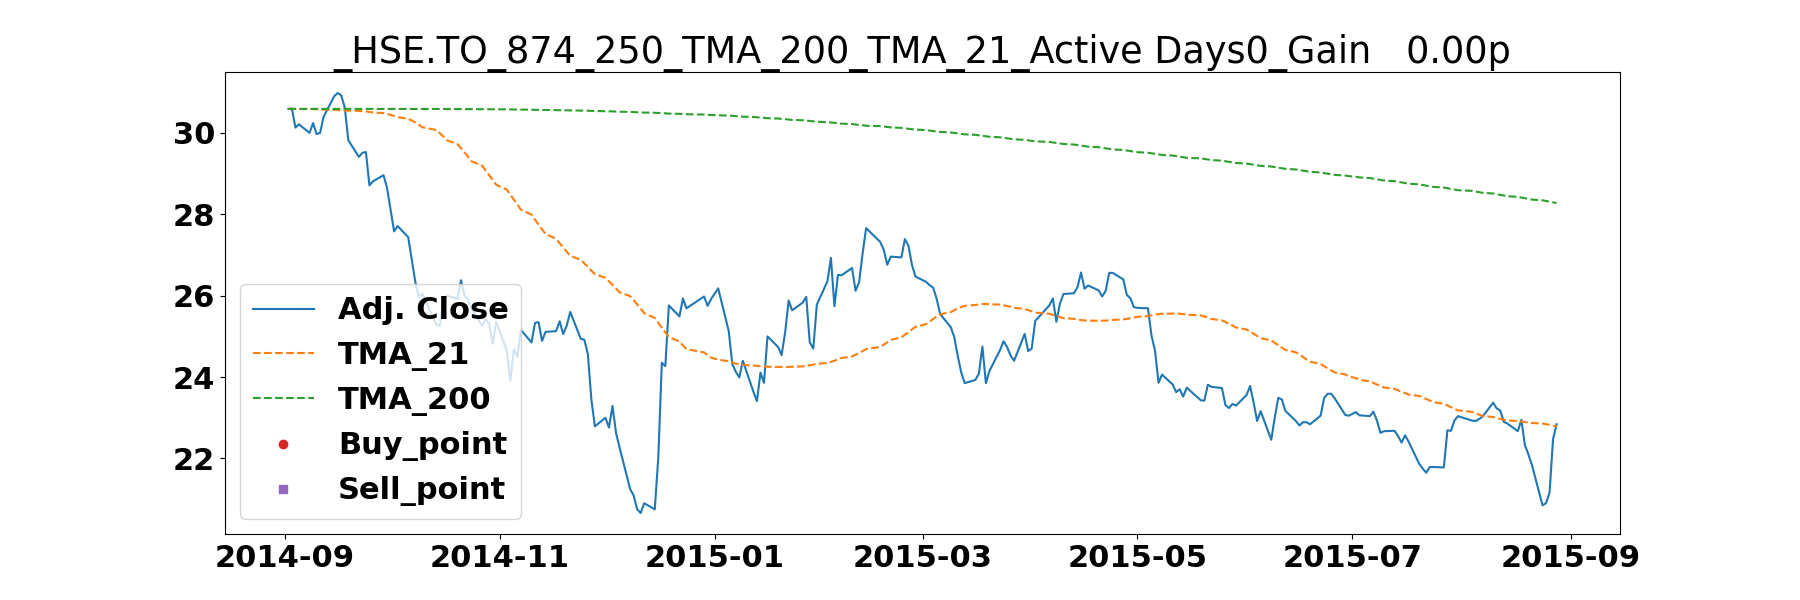 _HSE.TO_874_250_TMA_200_TMA_21_Active Days0_Gain   0.00p
30
28
26
24
22
Adj. Close
TMA_21
TMA_200
Buy_point
Sell_point
2014-09 2014-11 2015-01 2015-03 2015-05 2015-07 2015-09